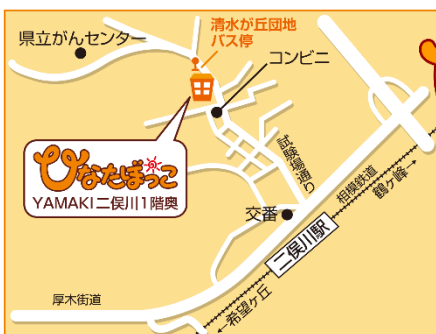 清水が丘団地
バス停
県立がんセンター
コンビニ
ひなたぼっこ
YAMAKI二俣川1階奥
試験場通り
相模鉄道
鶴ヶ峰
交番
二俣川駅
厚木街道
希望ヶ丘